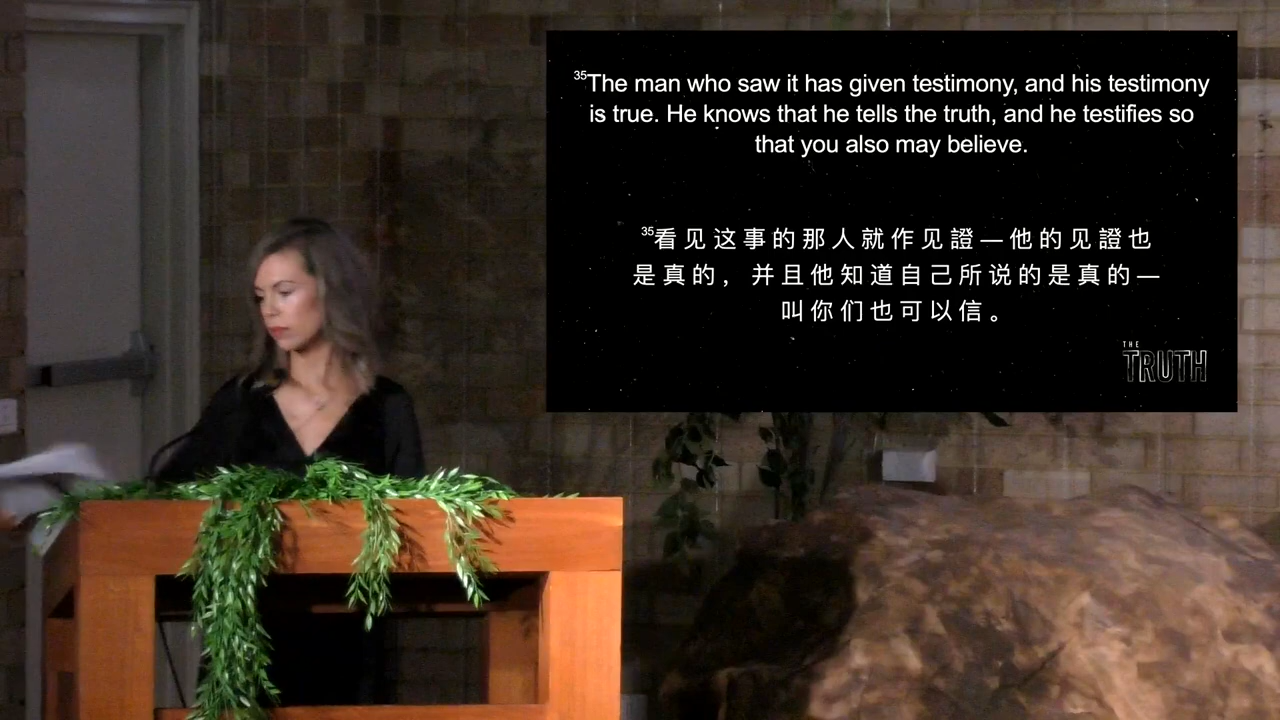 35The man who saw it has given testimony, and his testimony
is true. He knows that he tells the truth, and he testifies so
that you also may believe.
35看见这事的那人就作见證—他的见證也
是真的，并且他知道自己所说的是真的—
叫你们也可以信。
THE
TRUTH